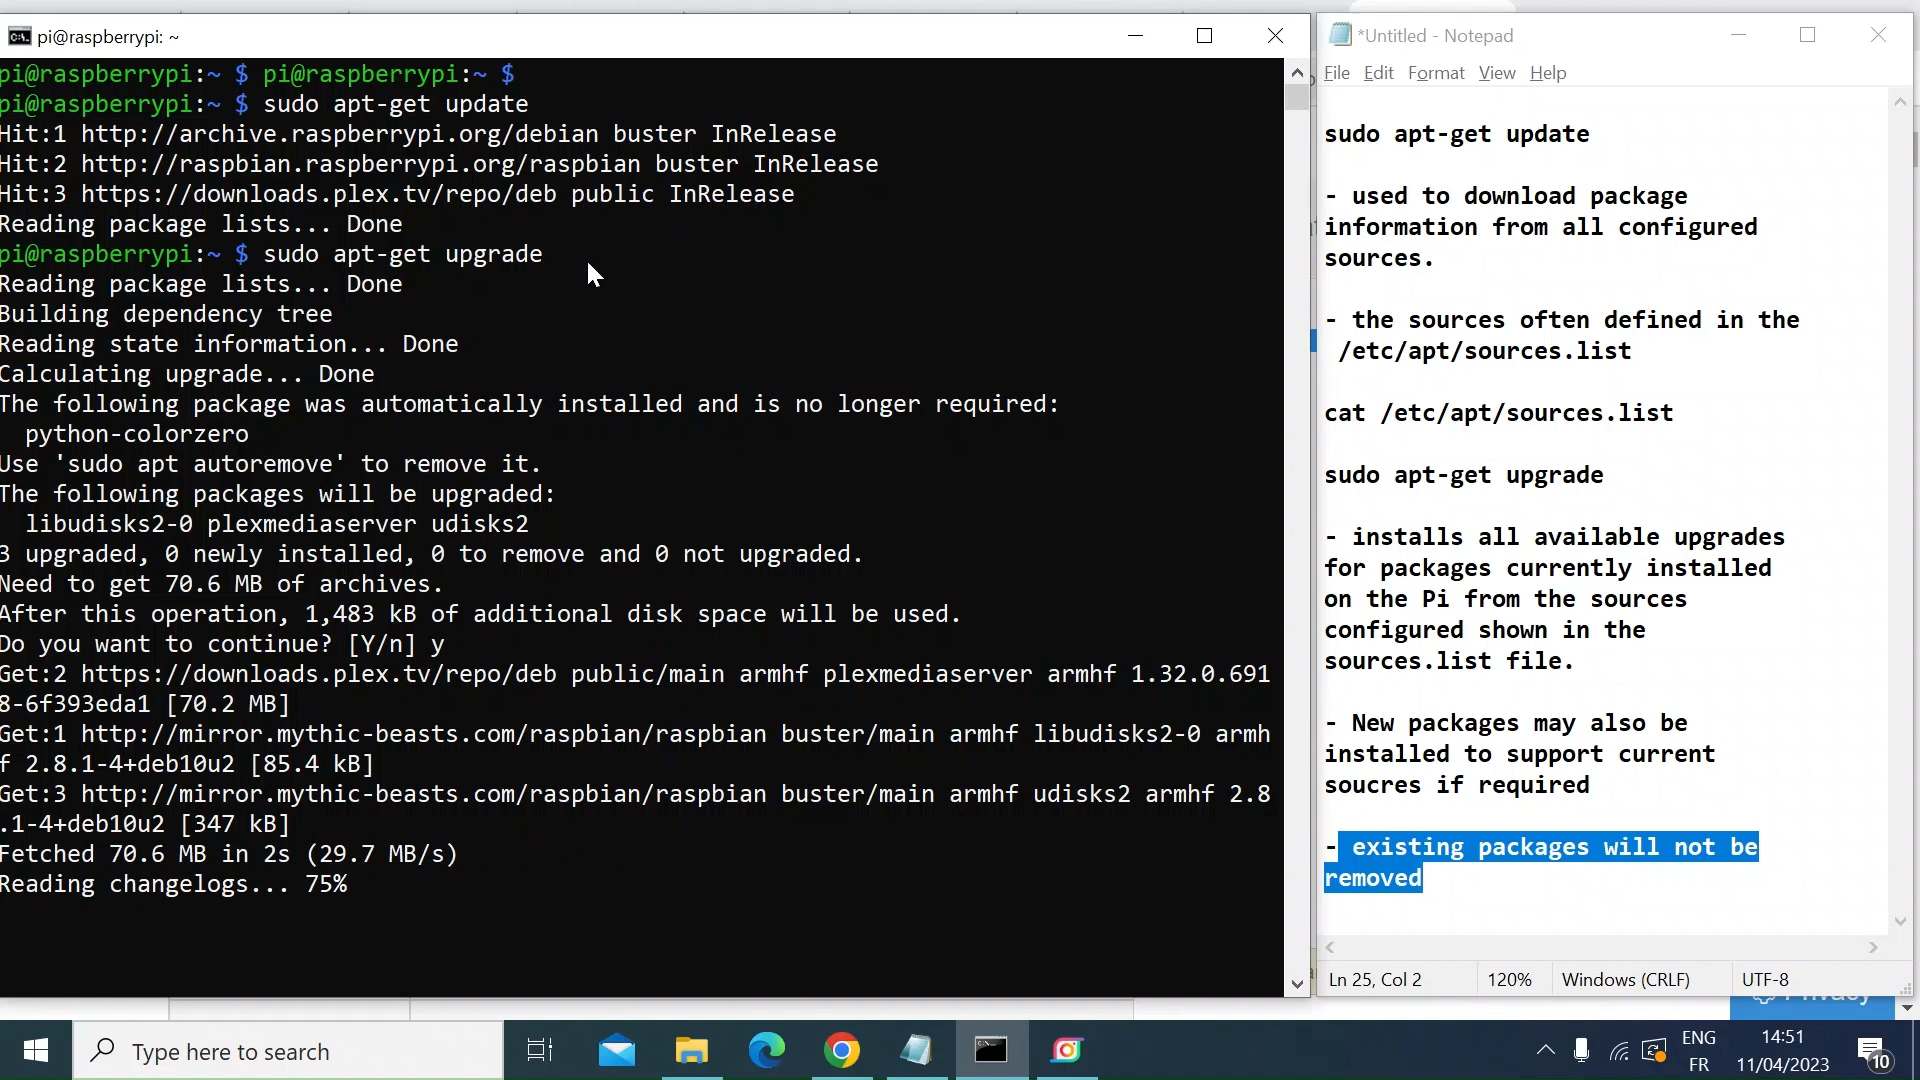 pi@raspberrypi: ~
pi@raspberrypi:~ $ pi@raspberrypi:~ $
pi@raspberrypi:~ $ sudo apt-get update
Hit:1 http://archive.raspberrypi.org/debian buster InRelease
Hit:2 http://raspbian.raspberrypi.org/raspbian buster InRelease
Hit:3 https://downloads.plex.tv/repo/deb public InRelease
Reading package lists... Done
pi@raspberrypi:~ $ sudo apt-get upgrade
Reading package lists... Done
Building dependency tree
Reading state information... Done
Calculating upgrade... Done
The following package was automatically installed and is no longer required:
python-colorzero
Use 'sudo apt autoremove' to remove it.
The following packages will be upgraded:
libudisks2-0 plexmediaserver udisks2
3 upgraded, 0 newly installed, 0 to remove and 0 not upgraded.
Need to get 70.6 MB of archives.
After this operation, 1,483 kB of additional disk space will be used.
Do you want to continue? [Y/n] y
Get:2 https://downloads.plex.tv/repo/deb public/main armhf plexmediaserver armhf 1.32.0.691
8-6f393eda1 [70.2 MB]
Get:1 http://mirror.mythic-beasts.com/raspbian/raspbian buster/main armhf libudisks2-0 armh
f 2.8.1-4+deb10u2 [85.4 kB]
Get:3 http://mirror.mythic-beasts.com/raspbian/raspbian buster/main armhf udisks2 armhf 2.8
.1-4+deb10u2 [347 kB]
Fetched 70.6 MB in 2s (29.7 MB/s)
Reading changelogs... 75%
*Untitled - Notepad
File Edit Format View Help
sudo apt-get update
- used to download package
information from all configured
sources.
- the sources often defined in the
/etc/apt/sources.list
cat /etc/apt/sources.list
sudo apt-get upgrade
- installs all available upgrades
for packages currently installed
on the Pi from the sources
configured shown in the
sources.list file.
- New packages may also be
installed to support current
soucres if required
- existing packages will not be
removed
Ln 25, Col 2 120% Windows (CRLF) UTF-8
Privacy
Type here to search
ENG
FR
14:51
11/04/2023
10